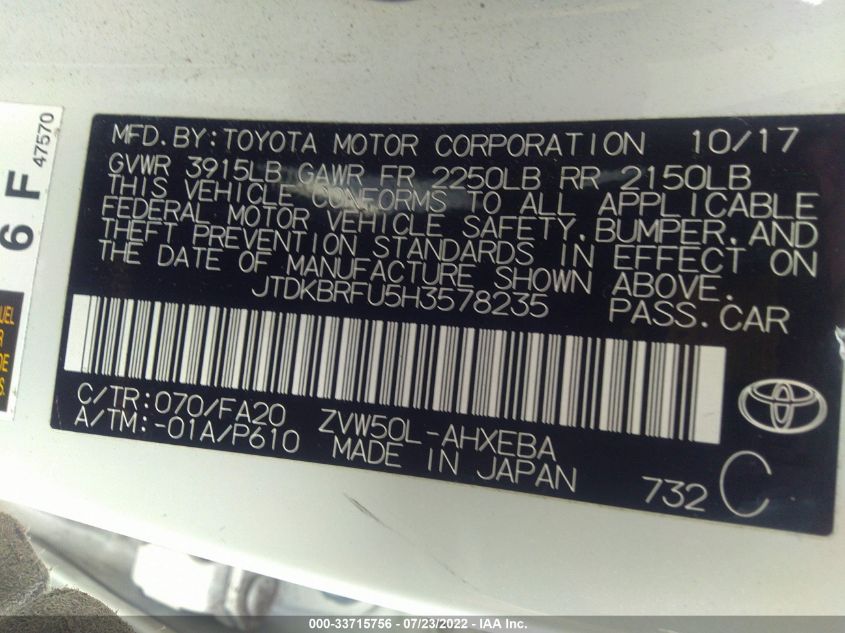 MFD. BY: TOYOTA MOTOR CORPORATION 10/17
GVWR 3915LB GAWR FR 2250LB RR 2150LB
THIS VEHICLE CONFORMS TO ALL APPLICABLE
FEDERAL MOTOR VEHICLE SAFETY, BUMPER, AND
THEFT PREVENTION STANDARDS IN EFFECT ON
THE DATE OF MANUFACTURE SHOWN ABOVE.
JTDKBRFU5H3578235 PASS. CAR
C/TR: 070/FA20 ZVW50L-AHXEBA
A/TM: -01A/P610 MADE IN JAPAN
732 C
6 F
47570
000-33715756 - 07/23/2022 - IAA Inc.